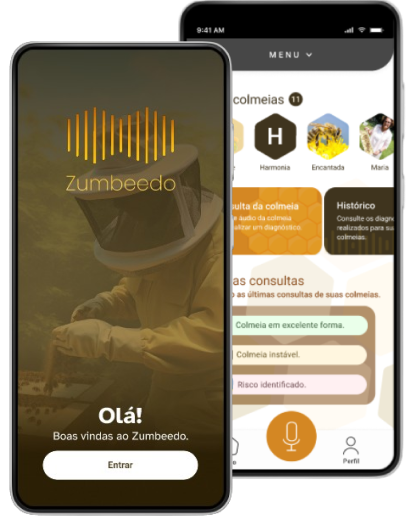 Zumbeedo
Olá!
Boas vindas ao Zumbeedo.
Entrar
9:41 AM
MENU
colmeias 11
H
Harmonia
Encantada
Maria
sulta da colmeia
áudio da colmeia
alizar um diagnóstico.
Histórico
Consulte os diagn
realizados para su
colmeias.
as consultas
o as últimas consultas de suas colmeias.
Colmeia em excelente forma.
Colmeia instável.
Risco identificado.
Perfil